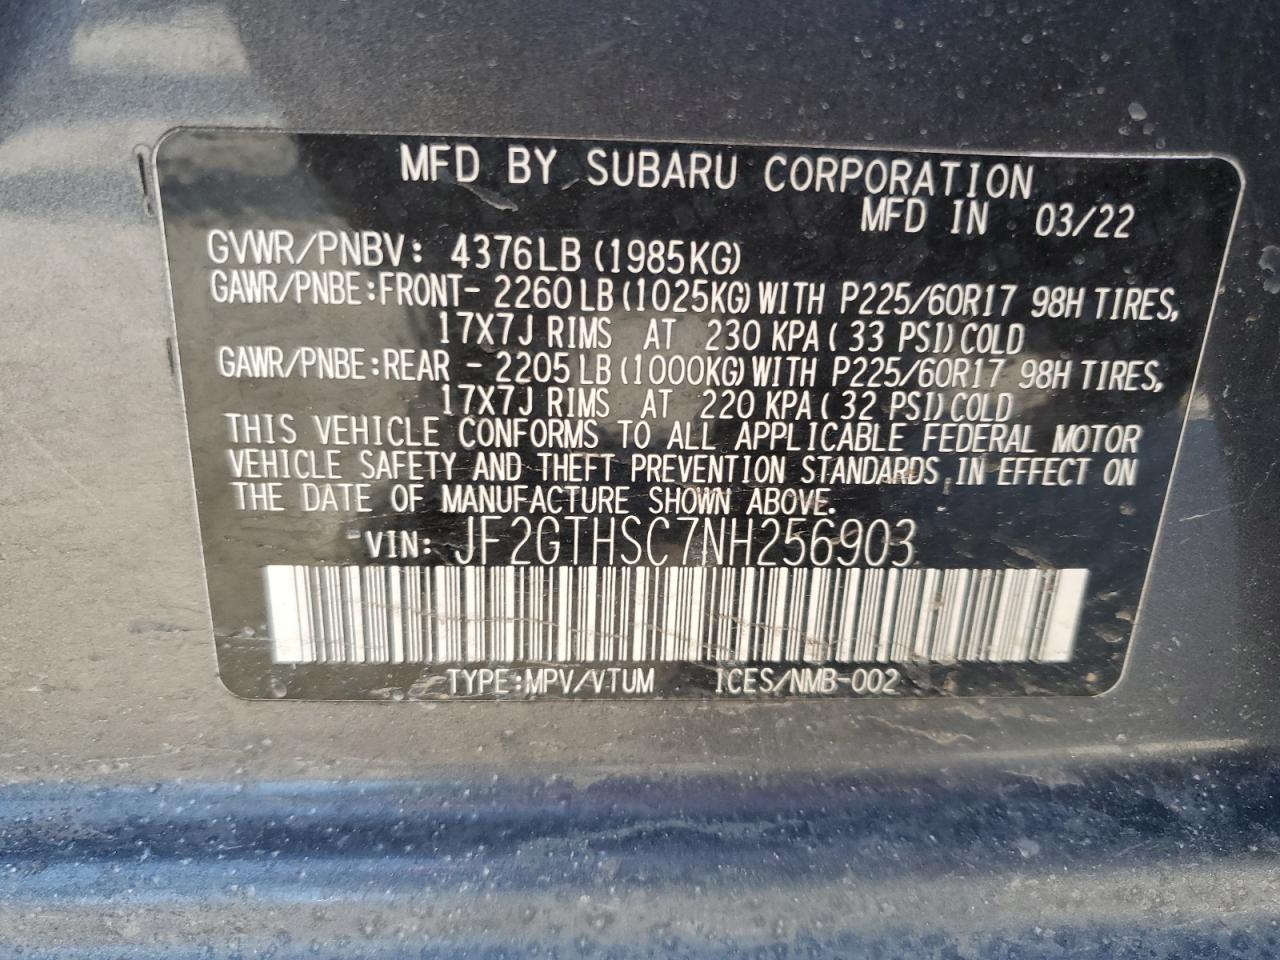 MFD BY SUBARU CORPORATION
MFD IN 03/22
GVWR/PNBV: 4376LB (1985KG)
GAWR/PNBE:FRONT- 2260LB(1025KG)WITH P225/60R17 98H TIRES,
17X7J RIMS AT 230 KPA(33 PSI)COLD
GAWR/PNBE:REAR - 2205LB(1000KG)WITH P225/60R17 98H TIRES,
17X7J RIMS AT 220 KPA(32 PSI)COLD
THIS VEHICLE CONFORMS TO ALL APPLICABLE FEDERAL MOTOR
VEHICLE SAFETY AND THEFT PREVENTION STANDARDS IN EFFECT ON
THE DATE OF MANUFACTURE SHOWN ABOVE.
VIN: JF2GTHSC7NH256903
TYPE:MPV/VTUM ICES/NMB-002